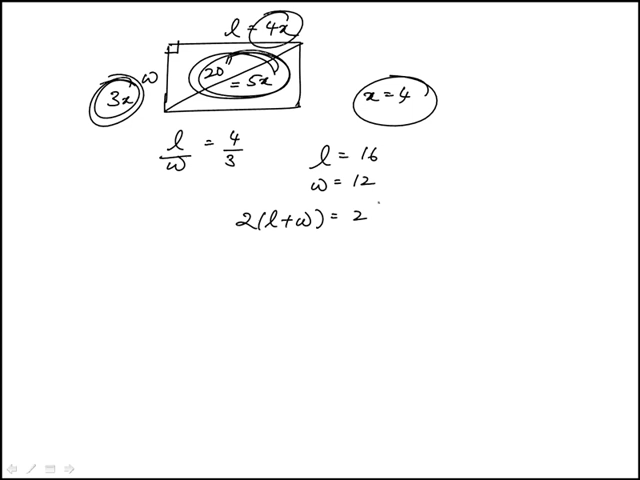 l = 4x
w
3x
20" = 5x
x = 4
l/w = 4/3
l = 16
w = 12
2(l+w) = 2